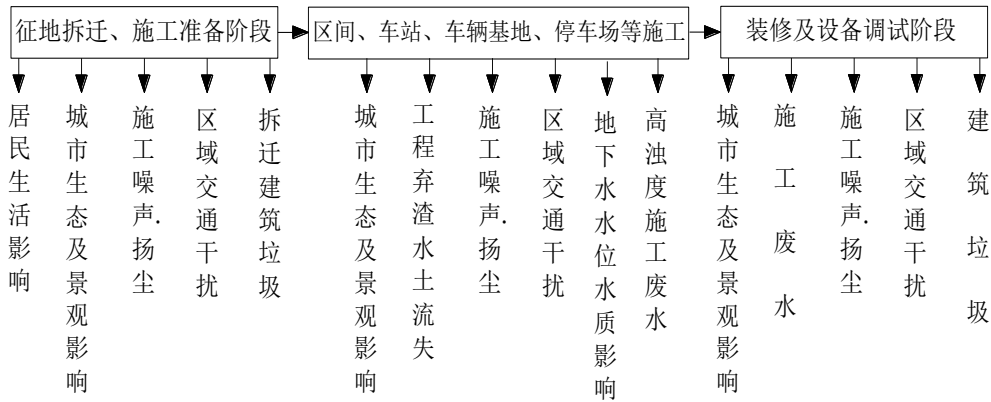 征地拆迁、施工准备阶段
区间、车站、车辆基地、停车场等施工
装修及设备调试阶段
居民生活影响
城市生态及景观影响
施工噪声.扬尘
区域交通干扰
拆迁建筑垃圾
城市生态及景观影响
工程弃渣水土流失
施工噪声.扬尘
区域交通干扰
地下水水位水质影响
高浊度施工废水
城市生态及景观影响
施工废水
施工噪声.扬尘
区域交通干扰
建筑垃圾